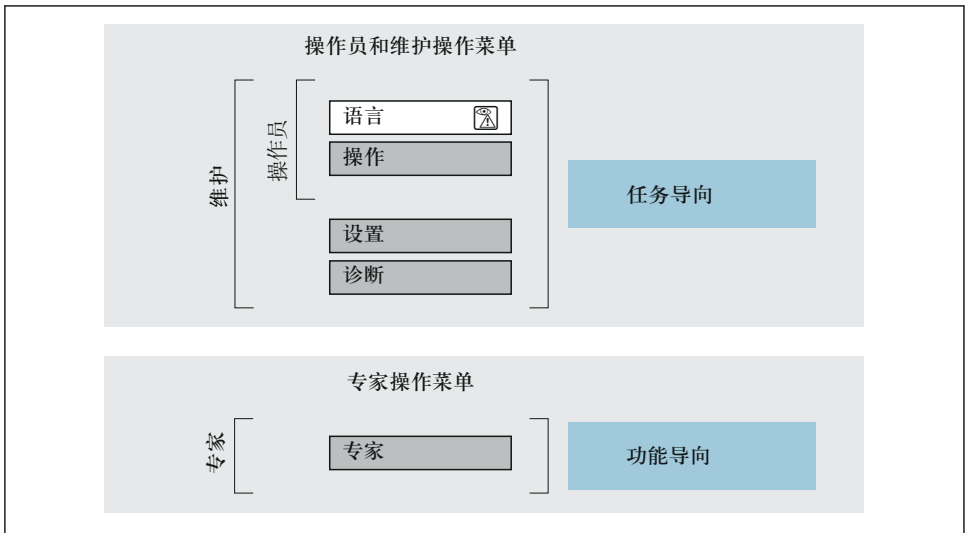 操作员和维护操作菜单
维护
操作员
语言
操作
设置
诊断
任务导向
专家操作菜单
专家
专家
功能导向